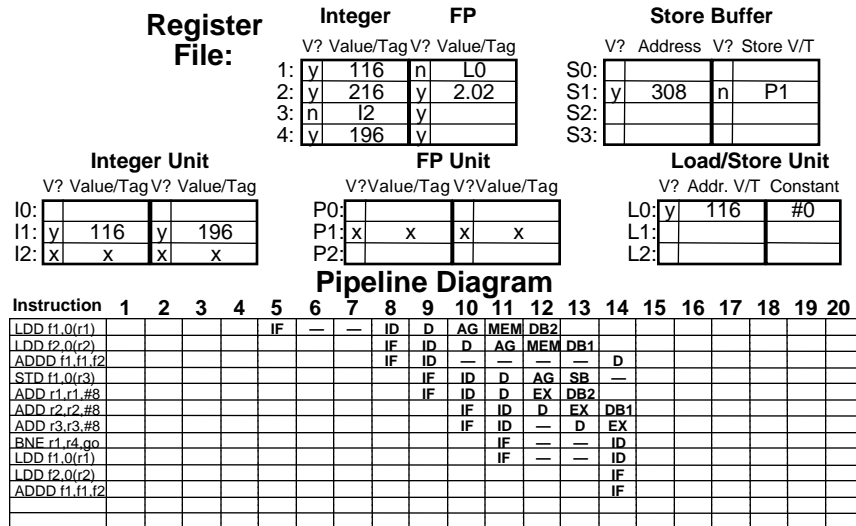 Register File:
Integer FP
V? Value/Tag V? Value/Tag
1: y 116 n L0
2: y 216 y 2.02
3: n I2 y
4: y 196 y
Store Buffer
V? Address V? Store V/T
S0:
S1: y 308 n P1
S2:
S3:
Integer Unit
V? Value/Tag V? Value/Tag
I0:
I1: y 116 y 196
I2: x x x x
FP Unit
V?Value/Tag V?Value/Tag
P0:
P1: x x x x
P2:
Load/Store Unit
V? Addr. V/T Constant
L0: y 116 #0
L1:
L2:
Pipeline Diagram
Instruction 1 2 3 4 5 6 7 8 9 10 11 12 13 14 15 16 17 18 19 20
LDD f1,0(r1) IF — — ID D AG MEM DB2
LDD f2,0(r2) IF ID D AG MEM DB1
ADDD f1,f1,f2 IF ID — — — — D
STD f1,0(r3) IF ID D AG SB —
ADD r1,r1,#8 IF ID D EX DB2
ADD r2,r2,#8 IF ID D EX DB1
ADD r3,r3,#8 IF ID — D EX
BNE r1,r4,go IF — — ID
LDD f1,0(r1) IF — — ID
LDD f2,0(r2) IF
ADDD f1,f1,f2 IF